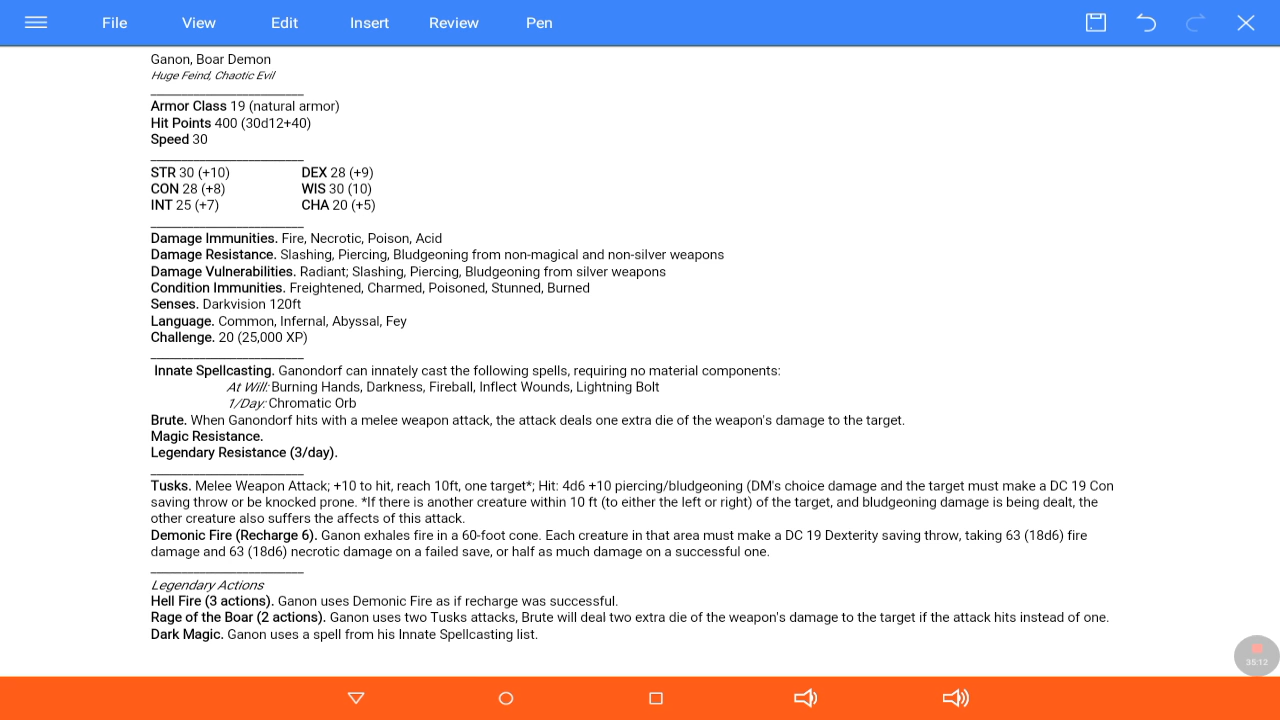 File View Edit Insert Review Pen
Ganon, Boar Demon
Huge Feind, Chaotic Evil
Armor Class 19 (natural armor)
Hit Points 400 (30d12+40)
Speed 30
STR 30 (+10) DEX 28 (+9)
CON 28 (+8) WIS 30 (10)
INT 25 (+7) CHA 20 (+5)
Damage Immunities. Fire, Necrotic, Poison, Acid
Damage Resistance. Slashing, Piercing, Bludgeoning from non-magical and non-silver weapons
Damage Vulnerabilities. Radiant; Slashing, Piercing, Bludgeoning from silver weapons
Condition Immunities. Freightened, Charmed, Poisoned, Stunned, Burned
Senses. Darkvision 120ft
Language. Common, Infernal, Abyssal, Fey
Challenge. 20 (25,000 XP)
Innate Spellcasting. Ganondorf can innately cast the following spells, requiring no material components:
At Will: Burning Hands, Darkness, Fireball, Inflect Wounds, Lightning Bolt
1/Day: Chromatic Orb
Brute. When Ganondorf hits with a melee weapon attack, the attack deals one extra die of the weapon's damage to the target.
Magic Resistance.
Legendary Resistance (3/day).
Tusks. Melee Weapon Attack; +10 to hit, reach 10ft, one target*; Hit: 4d6 +10 piercing/bludgeoning (DM's choice damage and the target must make a DC 19 Con
saving throw or be knocked prone. *If there is another creature within 10 ft (to either the left or right) of the target, and bludgeoning damage is being dealt, the
other creature also suffers the affects of this attack.
Demonic Fire (Recharge 6). Ganon exhales fire in a 60-foot cone. Each creature in that area must make a DC 19 Dexterity saving throw, taking 63 (18d6) fire
damage and 63 (18d6) necrotic damage on a failed save, or half as much damage on a successful one.
Legendary Actions
Hell Fire (3 actions). Ganon uses Demonic Fire as if recharge was successful.
Rage of the Boar (2 actions). Ganon uses two Tusks attacks, Brute will deal two extra die of the weapon's damage to the target if the attack hits instead of one.
Dark Magic. Ganon uses a spell from his Innate Spellcasting list.
35:12